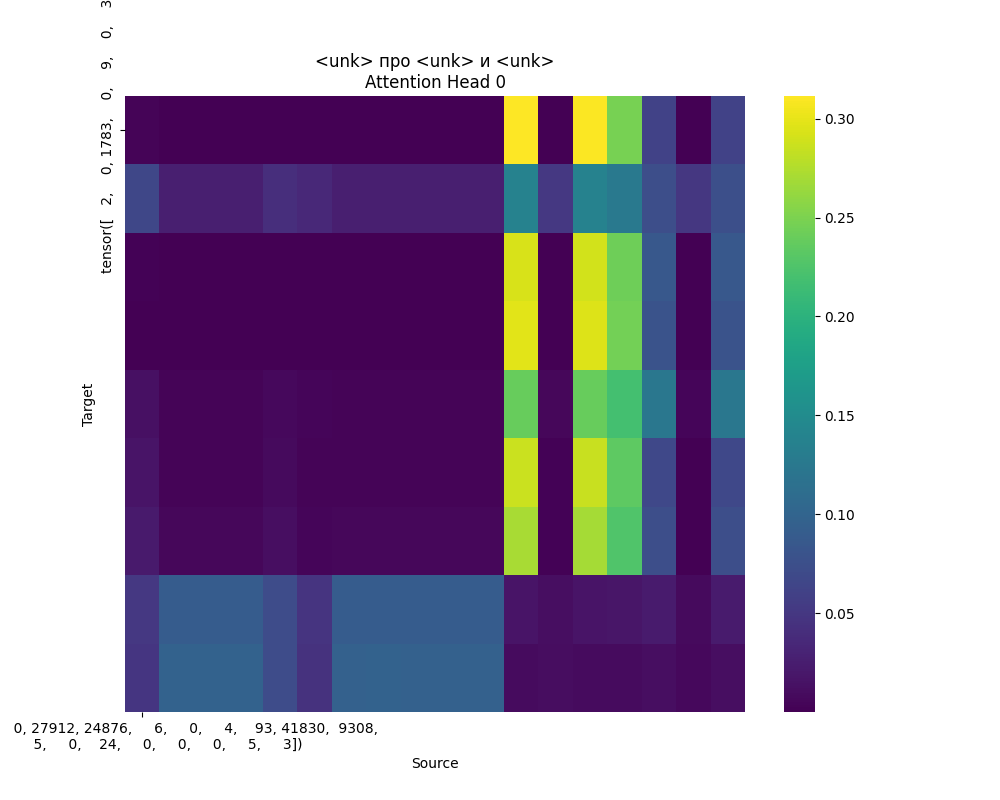 <unk> про <unk> и <unk>
Attention Head 0
tensor([ 2, 0, 1783, 0, 9, 0, 3
Target
0.30
0.25
0.20
0.15
0.10
0.05
0, 27912, 24876, 6, 0, 4, 93, 41830, 9308,
5, 0, 24, 0, 0, 0, 5, 3])
Source